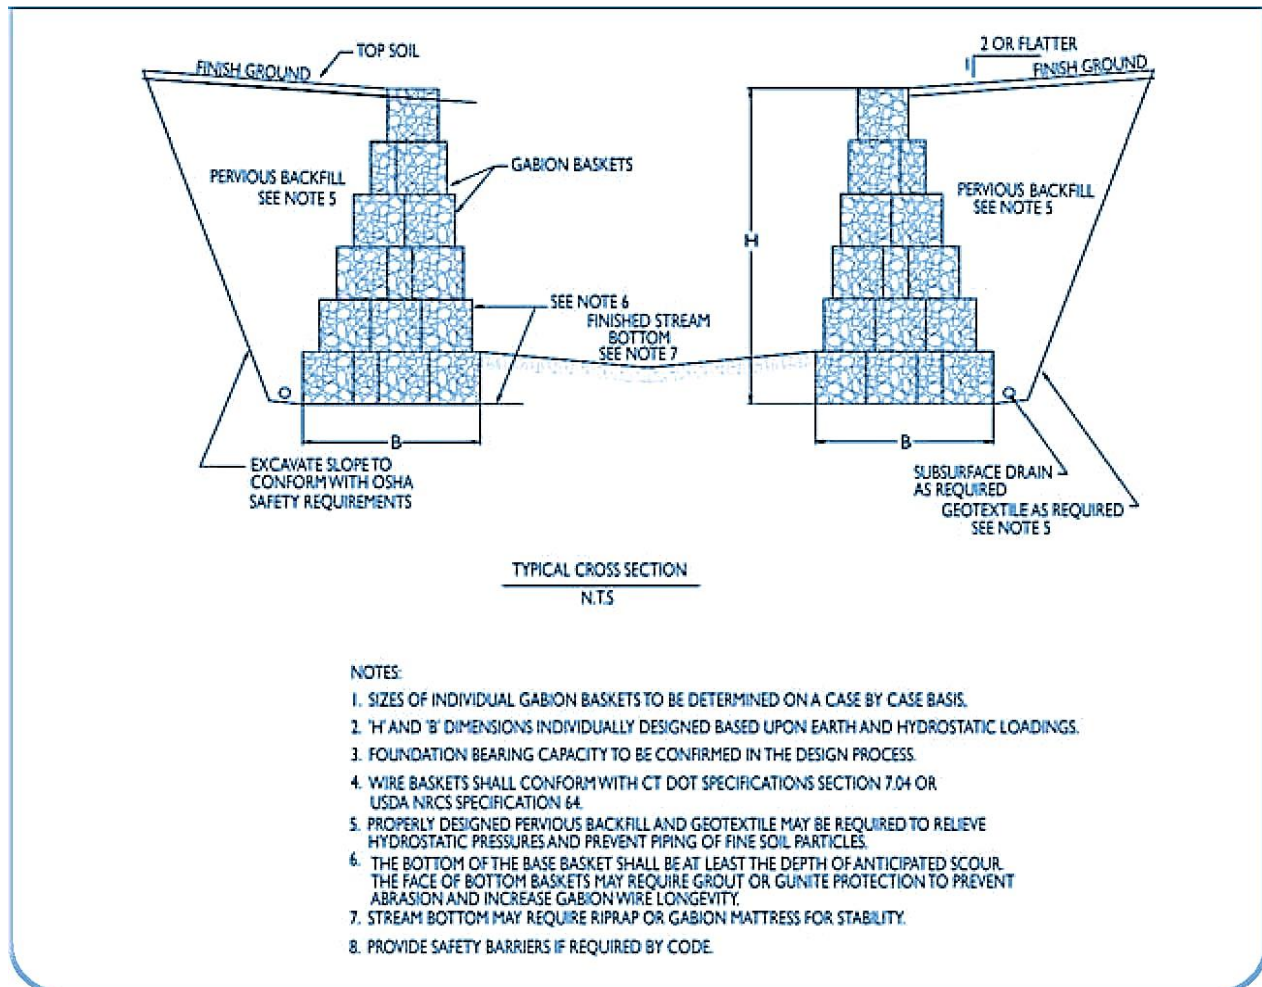 TOP SOIL
FINISH GROUND
2 OR FLATTER
1
FINISH GROUND
GABION BASKETS
PERVIOUS BACKFILL
SEE NOTE 5
PERVIOUS BACKFILL
SEE NOTE 5
H
SEE NOTE 6
FINISHED STREAM
BOTTOM
SEE NOTE 7
B
B
EXCAVATE SLOPE TO
CONFORM WITH OSHA
SAFETY REQUIREMENTS
SUBSURFACE DRAIN
AS REQUIRED
GEOTEXTILE AS REQUIRED
SEE NOTE 5
TYPICAL CROSS SECTION
N.T.S
NOTES:
1. SIZES OF INDIVIDUAL GABION BASKETS TO BE DETERMINED ON A CASE BY CASE BASIS.
2. 'H' AND 'B' DIMENSIONS INDIVIDUALLY DESIGNED BASED UPON EARTH AND HYDROSTATIC LOADINGS.
3. FOUNDATION BEARING CAPACITY TO BE CONFIRMED IN THE DESIGN PROCESS.
4. WIRE BASKETS SHALL CONFORM WITH CT DOT SPECIFICATIONS SECTION 7.04 OR
USDA NRCS SPECIFICATION 64.
5. PROPERLY DESIGNED PERVIOUS BACKFILL AND GEOTEXTILE MAY BE REQUIRED TO RELIEVE
HYDROSTATIC PRESSURES AND PREVENT PIPING OF FINE SOIL PARTICLES.
6. THE BOTTOM OF THE BASE BASKET SHALL BE AT LEAST THE DEPTH OF ANTICIPATED SCOUR.
THE FACE OF BOTTOM BASKETS MAY REQUIRE GROUT OR GUNITE PROTECTION TO PREVENT
ABRASION AND INCREASE GABION WIRE LONGEVITY.
7. STREAM BOTTOM MAY REQUIRE RIPRAP OR GABION MATTRESS FOR STABILITY.
8. PROVIDE SAFETY BARRIERS IF REQUIRED BY CODE.